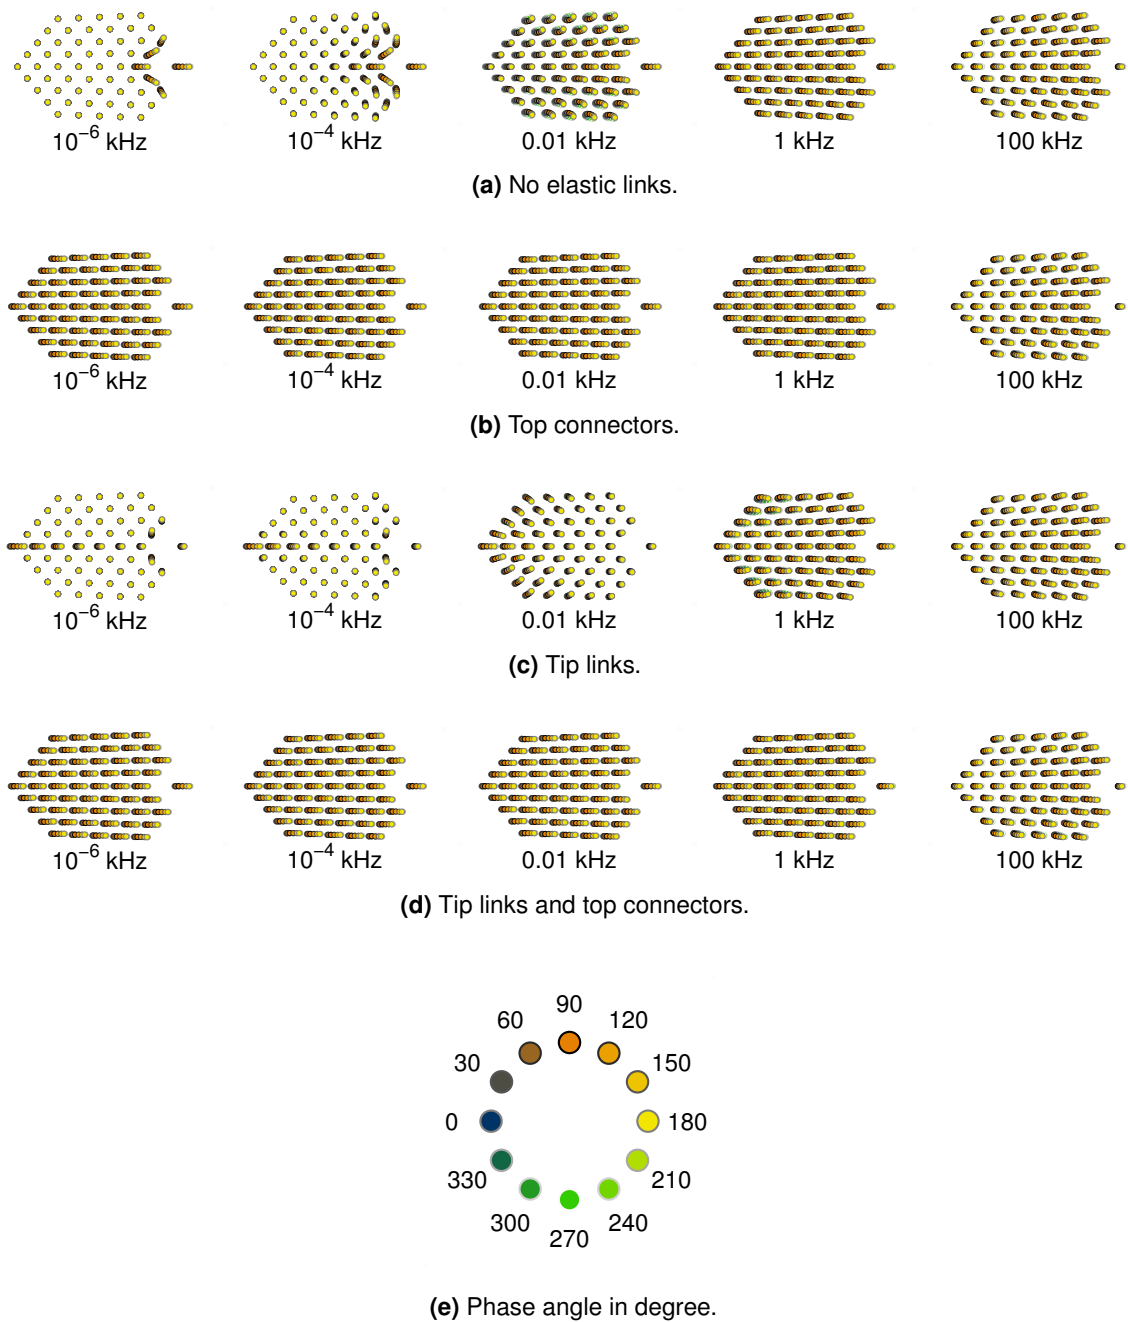 10−6 kHz 10−4 kHz 0.01 kHz 1 kHz 100 kHz
(a) No elastic links.
10−6 kHz 10−4 kHz 0.01 kHz 1 kHz 100 kHz
(b) Top connectors.
10−6 kHz 10−4 kHz 0.01 kHz 1 kHz 100 kHz
(c) Tip links.
10−6 kHz 10−4 kHz 0.01 kHz 1 kHz 100 kHz
(d) Tip links and top connectors.
90
60 120
30 150
0 180
330 210
300 240
270
(e) Phase angle in degree.